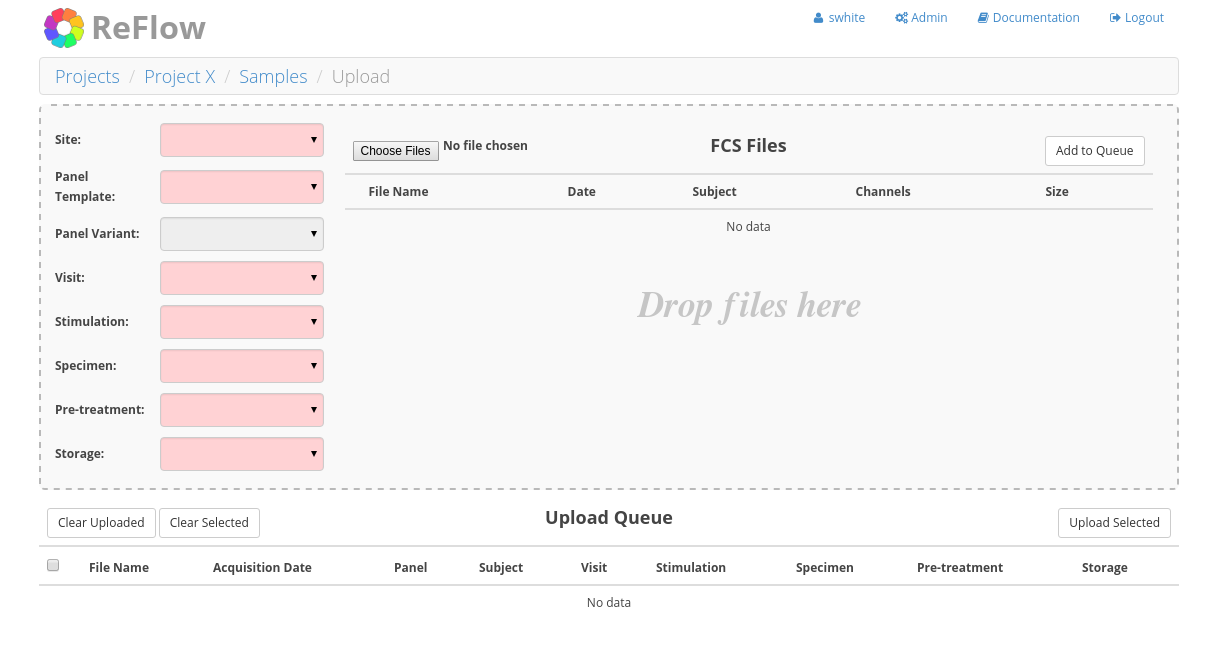 ReFlow
swhite Admin Documentation Logout
Projects / Project X / Samples / Upload
Site:
Panel
Template:
Panel Variant:
Visit:
Stimulation:
Specimen:
Pre-treatment:
Storage:
Choose Files No file chosen FCS Files Add to Queue
File Name Date Subject Channels Size
No data
Drop files here
Clear Uploaded Clear Selected Upload Queue Upload Selected
File Name Acquisition Date Panel Subject Visit Stimulation Specimen Pre-treatment Storage
No data